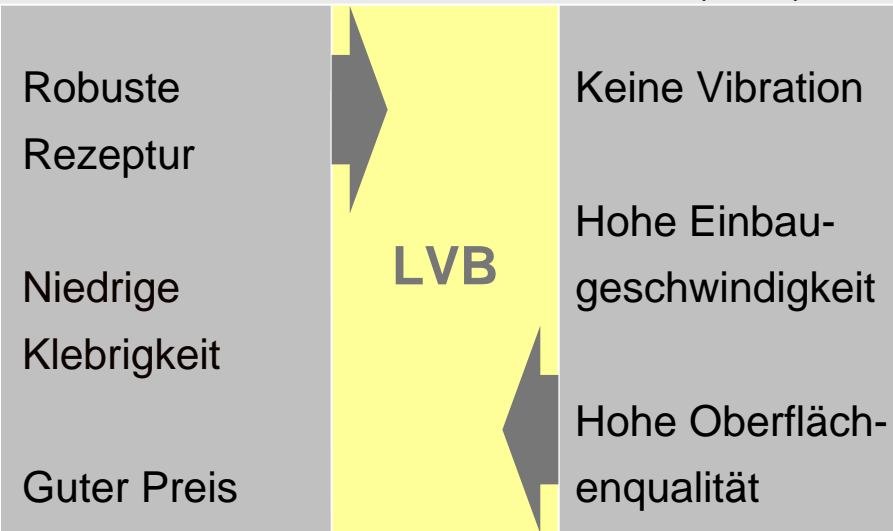 Robuste
Rezeptur
Niedrige
Klebrigkeit
Guter Preis
LVB
Keine Vibration
Hohe Einbau-
geschwindigkeit
Hohe Oberfläch-
enqualität